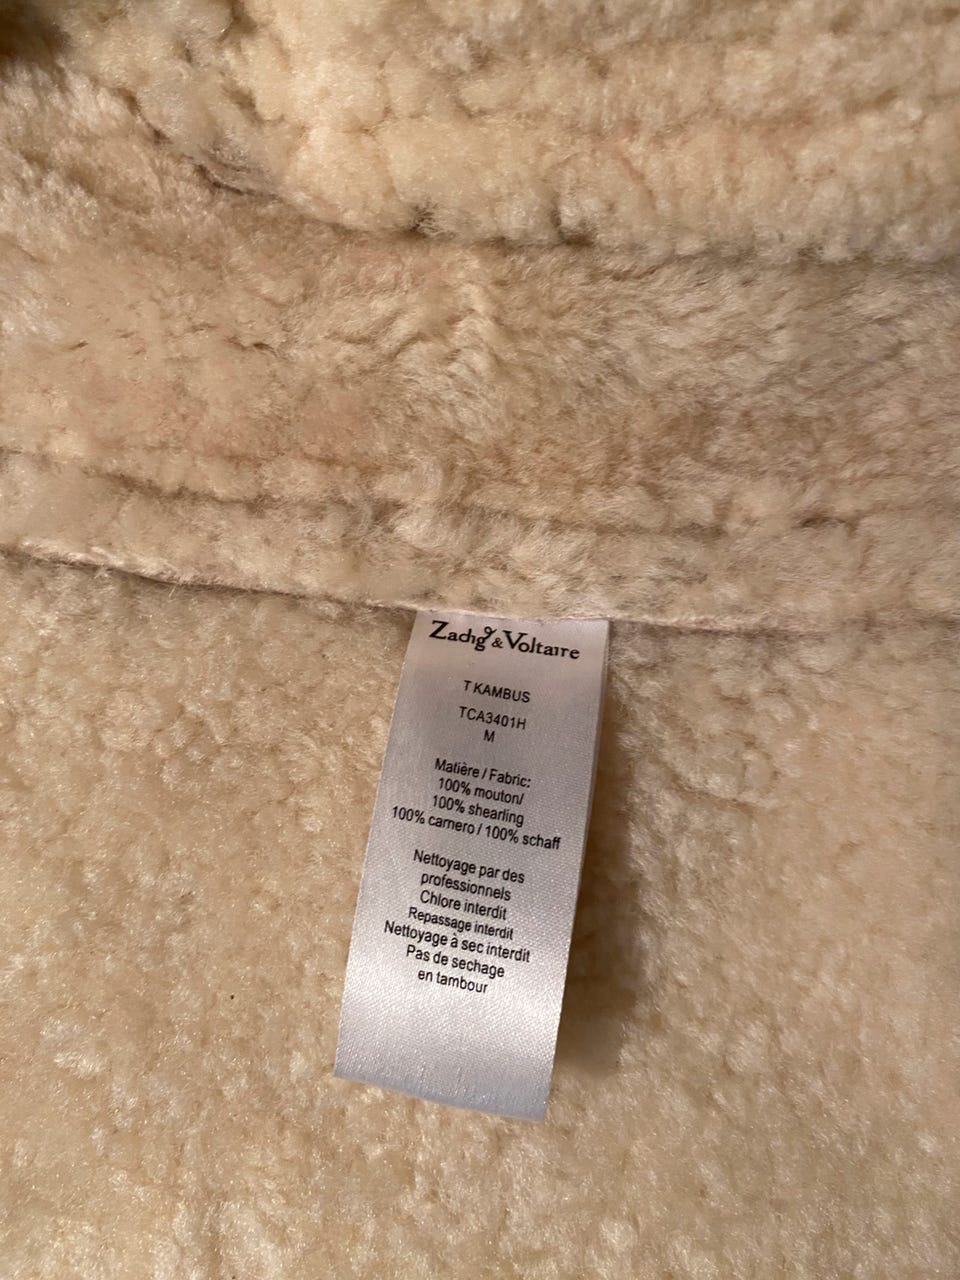 Zadig & Voltaire
T KAMBUS
TCA3401H
M
Matière / Fabric:
100% mouton/
100% shearling
100% carnero / 100% schaff
Nettoyage par des
professionnels
Chlore interdit
Repassage interdit
Nettoyage à sec interdit
Pas de sechage
en tambour